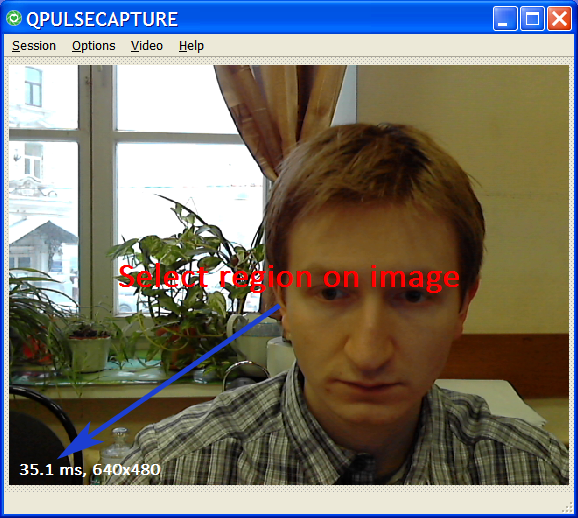 QPULSECAPTURE
Session Options Video Help
Select region on image
35.1 ms, 640x480